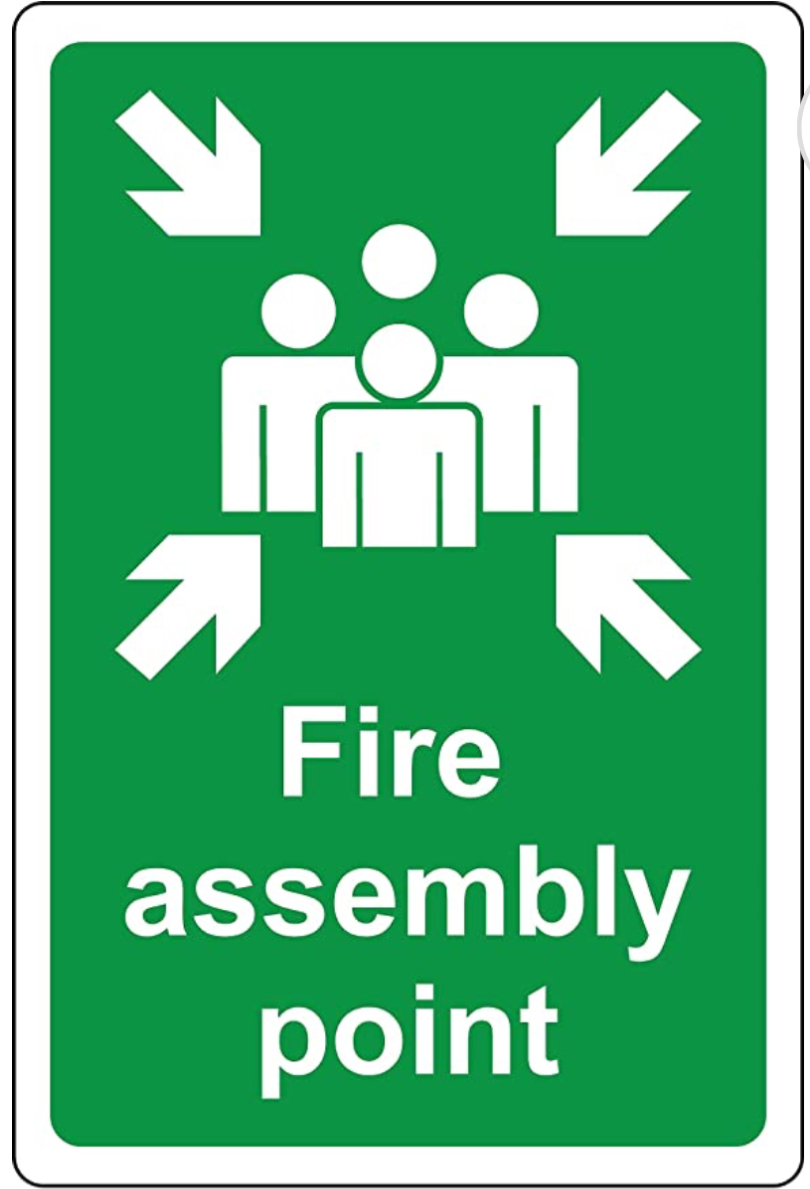 Fire
assembly
point